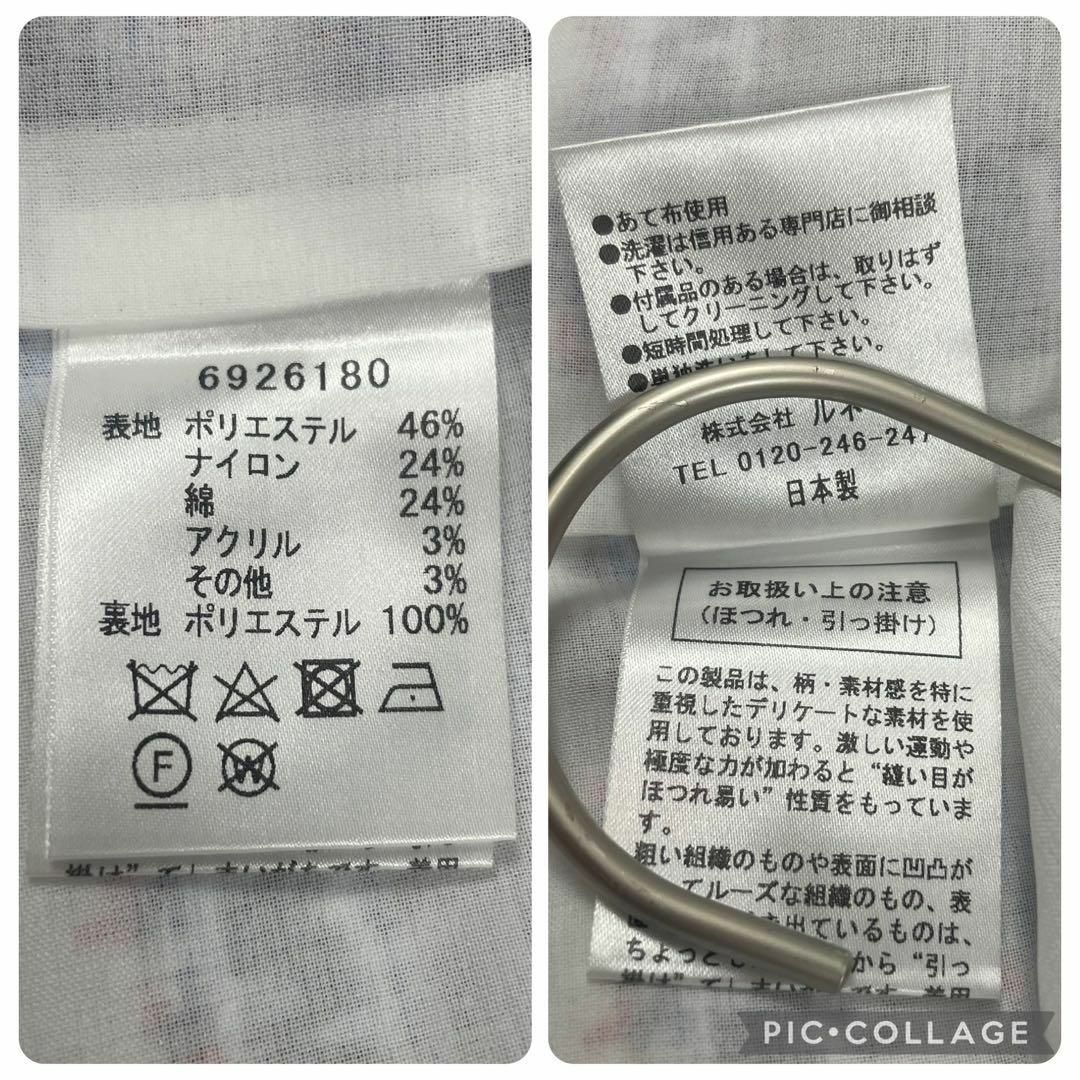 6926180
表地 ポリエステル 46%
ナイロン 24%
綿 24%
アクリル 3%
その他 3%
裏地 ポリエステル 100%
F
W
●あて布使用
●洗濯は信用ある専門店に御相談
下さい。
●付属品のある場合は、取りはず
してクリーニングして下さい。
●短時間処理して下さい。
株式会社 ルネ
TEL 0120-246-247
日本製
お取扱い上の注意
(ほつれ・引っ掛け)
この製品は、柄・素材感を特に
重視したデリケートな素材を使
用しております。激しい運動や
極度な力が加わると “縫い目が
ほつれ易い” 性質をもっていま
す。
粗い組織のものや表面に凹凸が
てルーズな組織のもの、表
出ているものは、
ちょっと から “引っ
PIC•COLLAGE